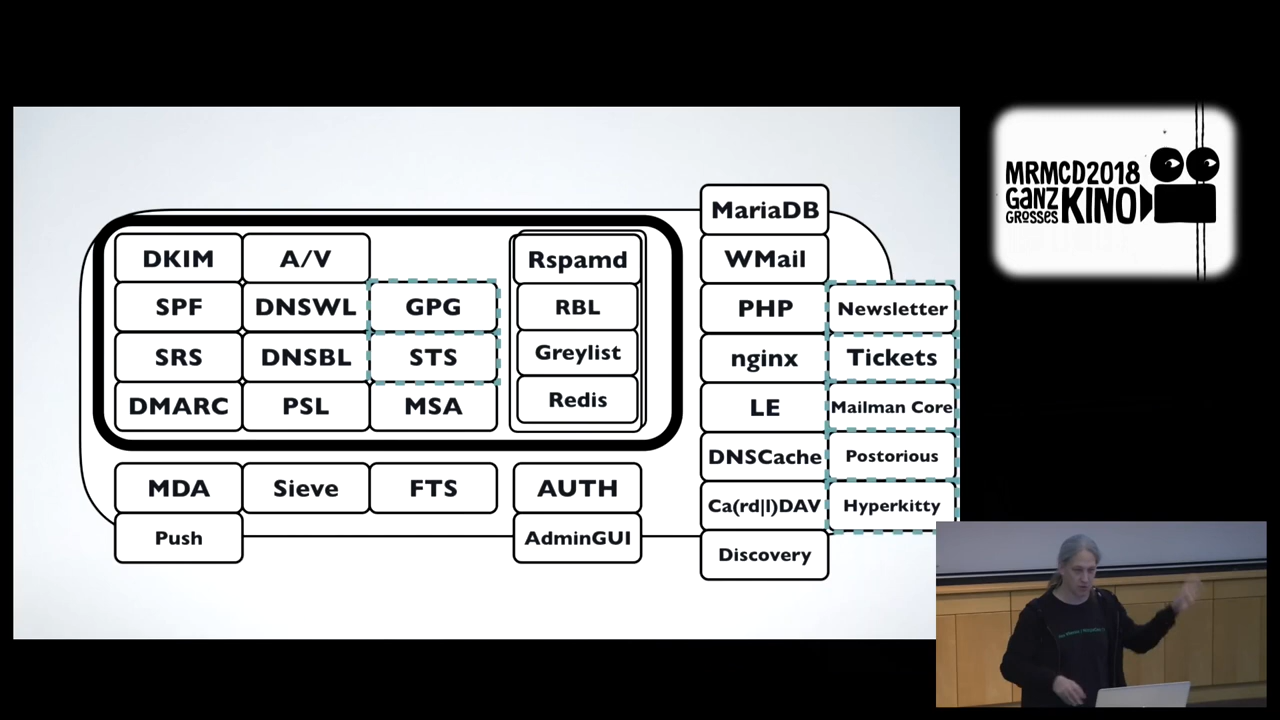 DKIM
A/V
SPF
DNSWL
GPG
SRS
DNSBL
STS
DMARC
PSL
MSA
Rspamd
RBL
Greylist
Redis
MDA
Sieve
FTS
AUTH
Push
AdminGUI
MariaDB
WMail
PHP
nginx
LE
DNSCache
Ca(rd|l)DAV
Discovery
Newsletter
Tickets
Mailman Core
Postorious
Hyperkitty
MRMCD2018
GANZ
GROSSES
KINO